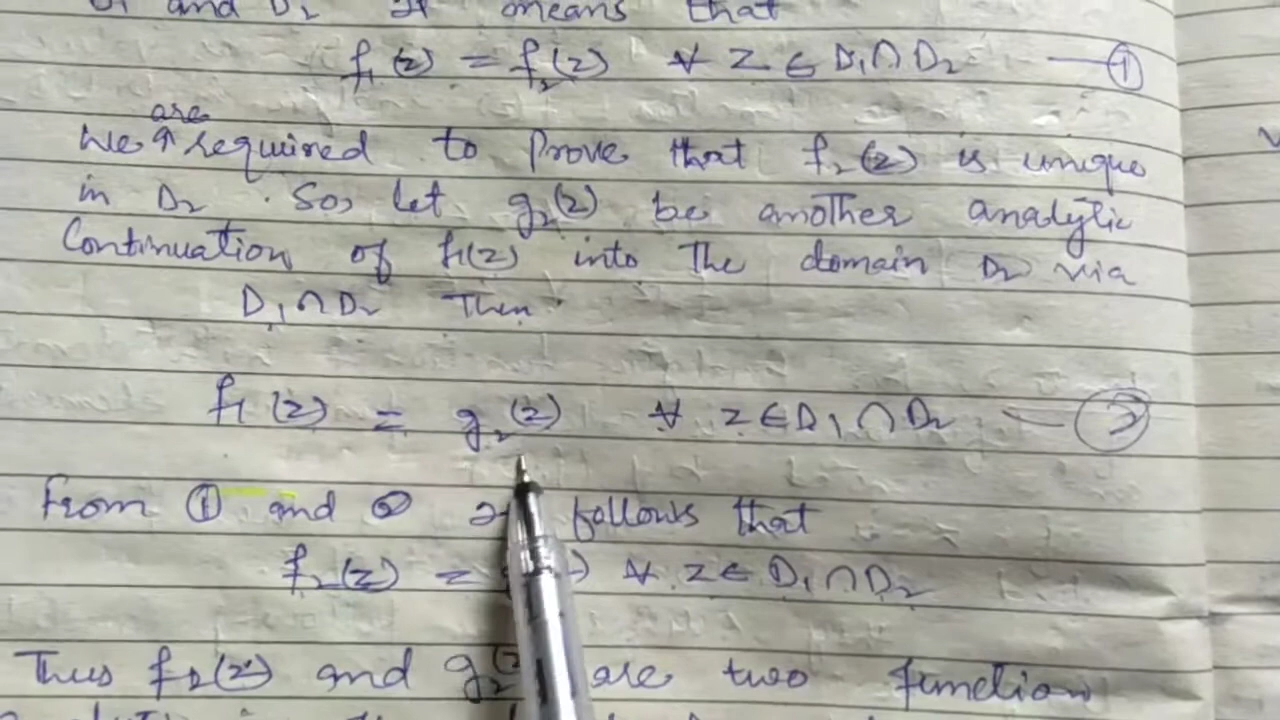 and D₂ It means that
f₁(z) = f₂(z) ∀ z ∈ D₁∩D₂ — ①
are
We ↑ required to prove that f₂(z) is unique
in D₂. So, let g₂(z) be another analytic
Continuation of f₁(z) into The domain D₂ via
D₁∩D₂ Then
f₁(z) = g₂(z) ∀ z∈D₁∩D₂ — ②
From ① and ② It follows that
f₂(z) = ∀ z∈ D₁∩D₂
Thus f₂(z) and g₂(z are two function